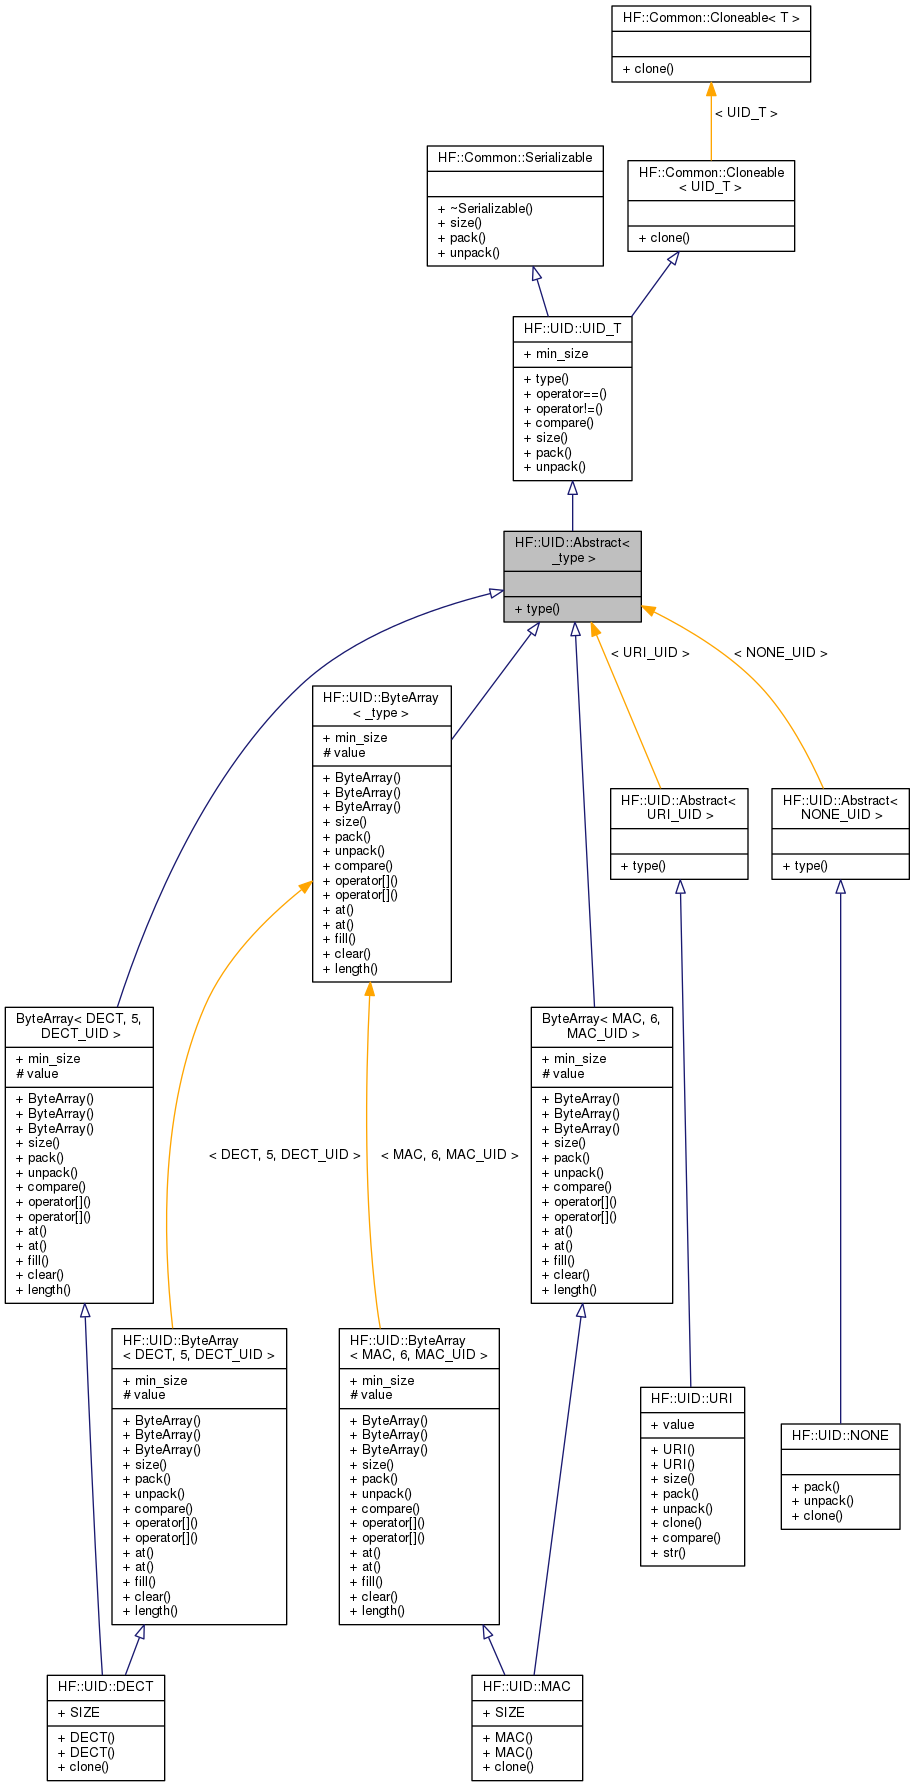 HF::Common::Cloneable< T >
+ clone()
< UID_T >
HF::Common::Serializable
+ ~Serializable()
+ size()
+ pack()
+ unpack()
HF::Common::Cloneable
< UID_T >
+ clone()
HF::UID::UID_T
+ min_size
+ type()
+ operator==()
+ operator!=()
+ compare()
+ size()
+ pack()
+ unpack()
HF::UID::Abstract<
_type >
+ type()
< URI_UID >
< NONE_UID >
HF::UID::ByteArray
< _type >
+ min_size
# value
+ ByteArray()
+ ByteArray()
+ ByteArray()
+ size()
+ pack()
+ unpack()
+ compare()
+ operator[]()
+ operator[]()
+ at()
+ at()
+ fill()
+ clear()
+ length()
HF::UID::Abstract<
URI_UID >
+ type()
HF::UID::Abstract<
NONE_UID >
+ type()
ByteArray< DECT, 5,
DECT_UID >
+ min_size
# value
+ ByteArray()
+ ByteArray()
+ ByteArray()
+ size()
+ pack()
+ unpack()
+ compare()
+ operator[]()
+ operator[]()
+ at()
+ at()
+ fill()
+ clear()
+ length()
< DECT, 5, DECT_UID >
< MAC, 6, MAC_UID >
ByteArray< MAC, 6,
MAC_UID >
+ min_size
# value
+ ByteArray()
+ ByteArray()
+ ByteArray()
+ size()
+ pack()
+ unpack()
+ compare()
+ operator[]()
+ operator[]()
+ at()
+ at()
+ fill()
+ clear()
+ length()
HF::UID::ByteArray
< DECT, 5, DECT_UID >
+ min_size
# value
+ ByteArray()
+ ByteArray()
+ ByteArray()
+ size()
+ pack()
+ unpack()
+ compare()
+ operator[]()
+ operator[]()
+ at()
+ at()
+ fill()
+ clear()
+ length()
HF::UID::ByteArray
< MAC, 6, MAC_UID >
+ min_size
# value
+ ByteArray()
+ ByteArray()
+ ByteArray()
+ size()
+ pack()
+ unpack()
+ compare()
+ operator[]()
+ operator[]()
+ at()
+ at()
+ fill()
+ clear()
+ length()
HF::UID::URI
+ value
+ URI()
+ URI()
+ size()
+ pack()
+ unpack()
+ clone()
+ compare()
+ str()
HF::UID::NONE
+ pack()
+ unpack()
+ clone()
HF::UID::DECT
+ SIZE
+ DECT()
+ DECT()
+ clone()
HF::UID::MAC
+ SIZE
+ MAC()
+ MAC()
+ clone()